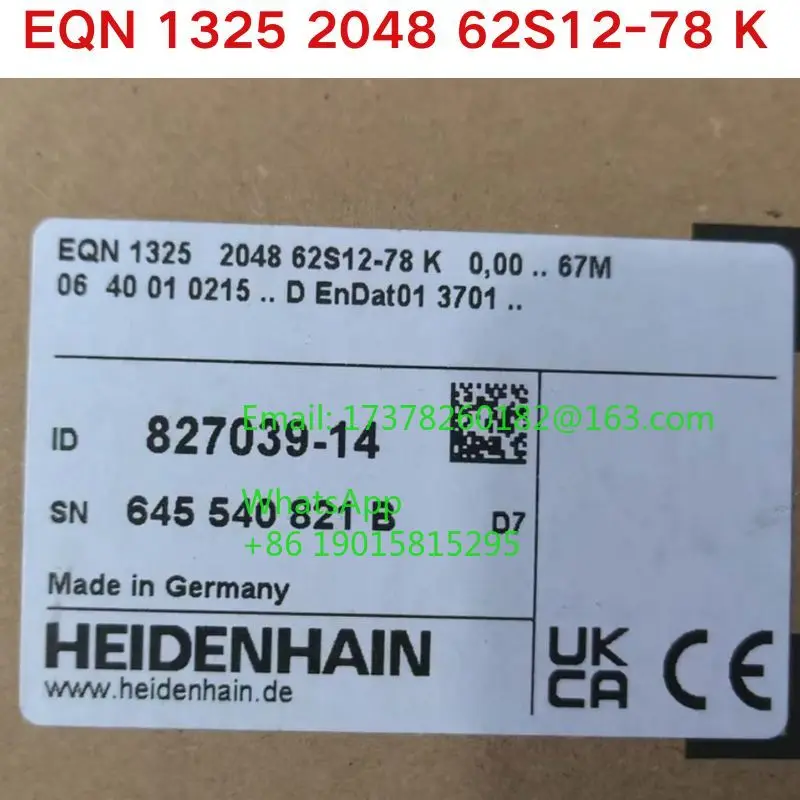 EQN 1325 2048 62S12-78 K
EQN 1325 2048 62S12-78 K 0,00 .. 67M
06 40 01 0215 .. D EnDat01 3701 ..
Email: 17378260182@163.com
ID 827039-14
WhatsApp
SN 645 540 821 B D7
+86 19015815295
Made in Germany
HEIDENHAIN
www.heidenhain.de
UK
CA
CE